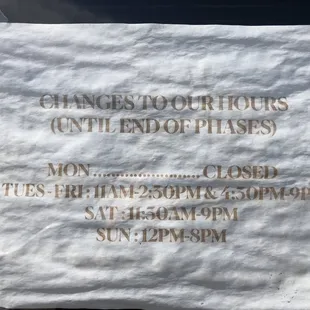 CHANGES TO OUR HOURS
(UNTIL END OF PHASES)
MON......................CLOSED
TUES - FRI : 11AM-2:30PM & 4:30PM-9P
SAT : 11:30AM-9PM
SUN : 12PM-8PM